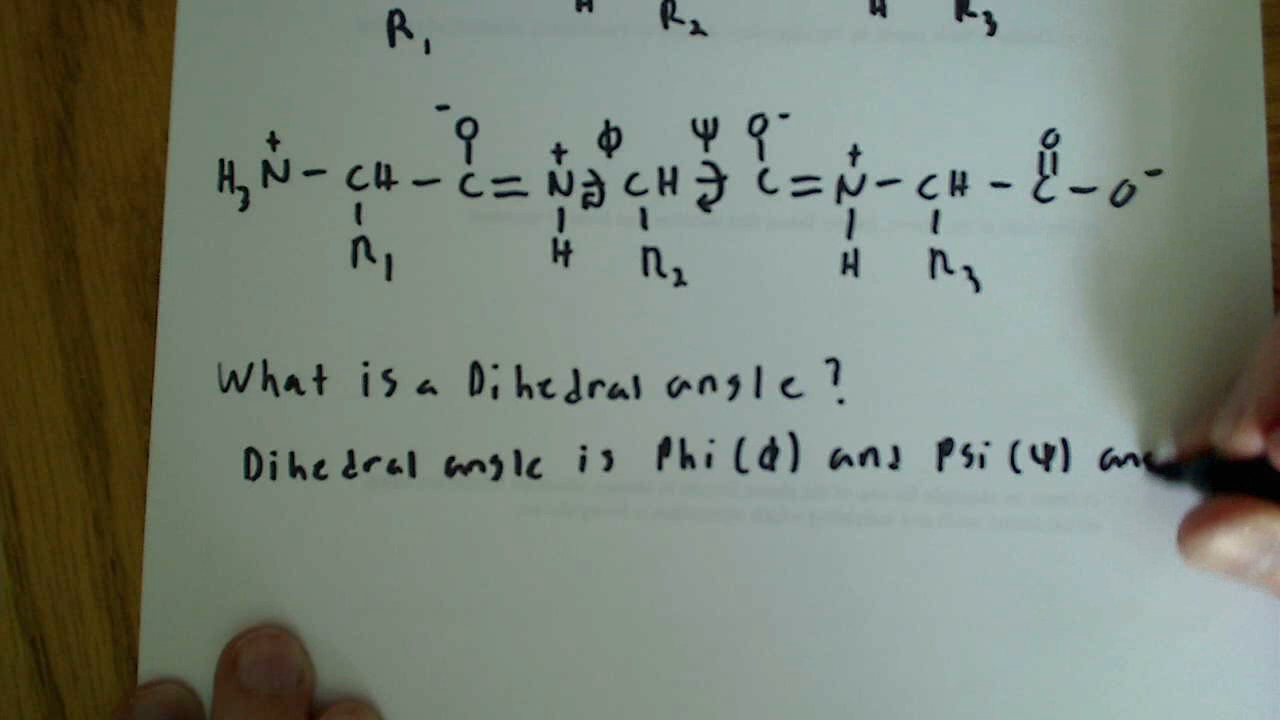 R1 H R2 H R3
- O φ ψ O - O
+ + +
H3N - CH - C = N CH C = N - CH - C - O -
R1 H R2 H R3
What is a Dihedral angle?
Dihedral angle is Phi (φ) and Psi (ψ)